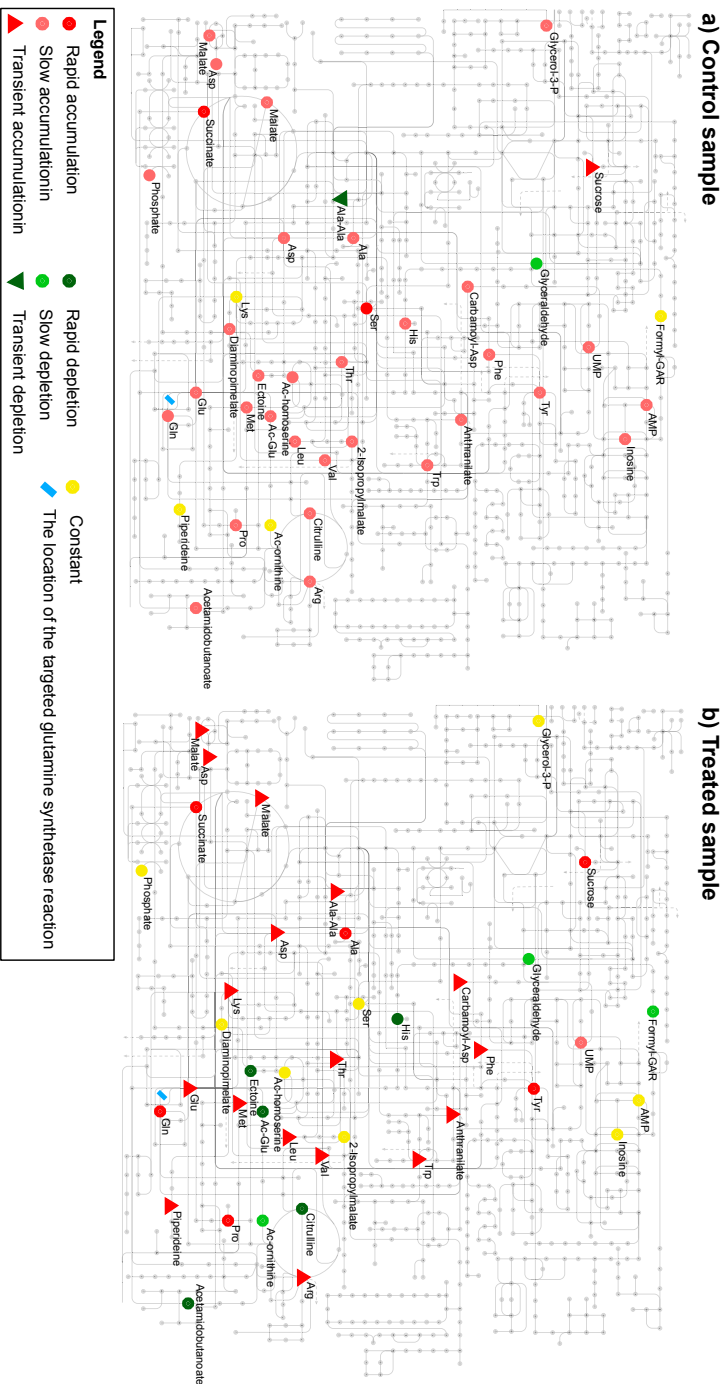 a) Control sample
Formyl-GAR
AMP
Inosine
Sucrose
UMP
Glycerol-3-P
Glyceraldehyde
Tyr
Phe
Anthranilate
Carbamoyl-Asp
Trp
His
Ser
Ala
Ala-Ala
Thr
2-Isopropylmalate
Val
Citrulline
Arg
Malate
Asp
Ac-homoserine
Leu
Ac-Glu
Ectoine
Ac-ornithine
Met
Lys
Diaminopimelate
Pro
Asp
Malate
Succinate
Glu
Acetamidobutanoate
Piperideine
Gln
Phosphate
b) Treated sample
Formyl-GAR
AMP
Inosine
Sucrose
UMP
Glycerol-3-P
Glyceraldehyde
Tyr
Phe
Anthranilate
Carbamoyl-Asp
Trp
His
Ser
Ala
Ala-Ala
Thr
2-Isopropylmalate
Val
Citrulline
Arg
Malate
Asp
Ac-homoserine
Leu
Ac-Glu
Ectoine
Ac-ornithine
Met
Lys
Diaminopimelate
Pro
Asp
Malate
Succinate
Glu
Acetamidobutanoate
Piperideine
Gln
Phosphate
Legend
Rapid accumulation
Slow accumulationin
Transient accumulationin
Rapid depletion
Slow depletion
Transient depletion
Constant
The location of the targeted glutamine synthetase reaction